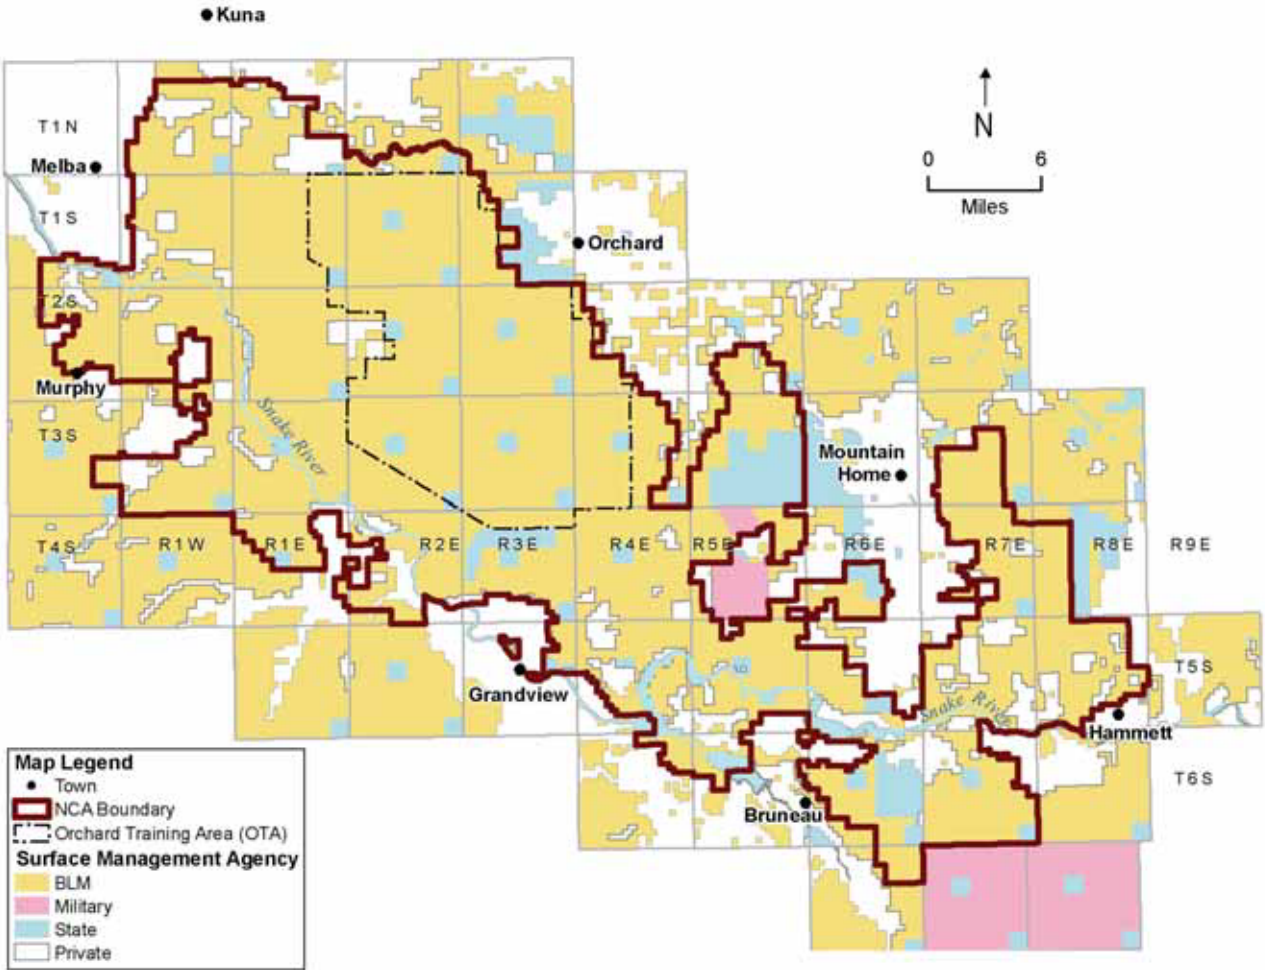 Kuna
N
T1N
Melba
0 6
Miles
T1S
Orchard
T2S
Murphy
Snake River
T3S
Mountain
Home
T4S R1W R1E R2E R3E R4E R5E R6E R7E R8E R9E
T5S
Grandview
Snake River
Hammett
T6S
Bruneau
Map Legend
Town
NCA Boundary
Orchard Training Area (OTA)
Surface Management Agency
BLM
Military
State
Private